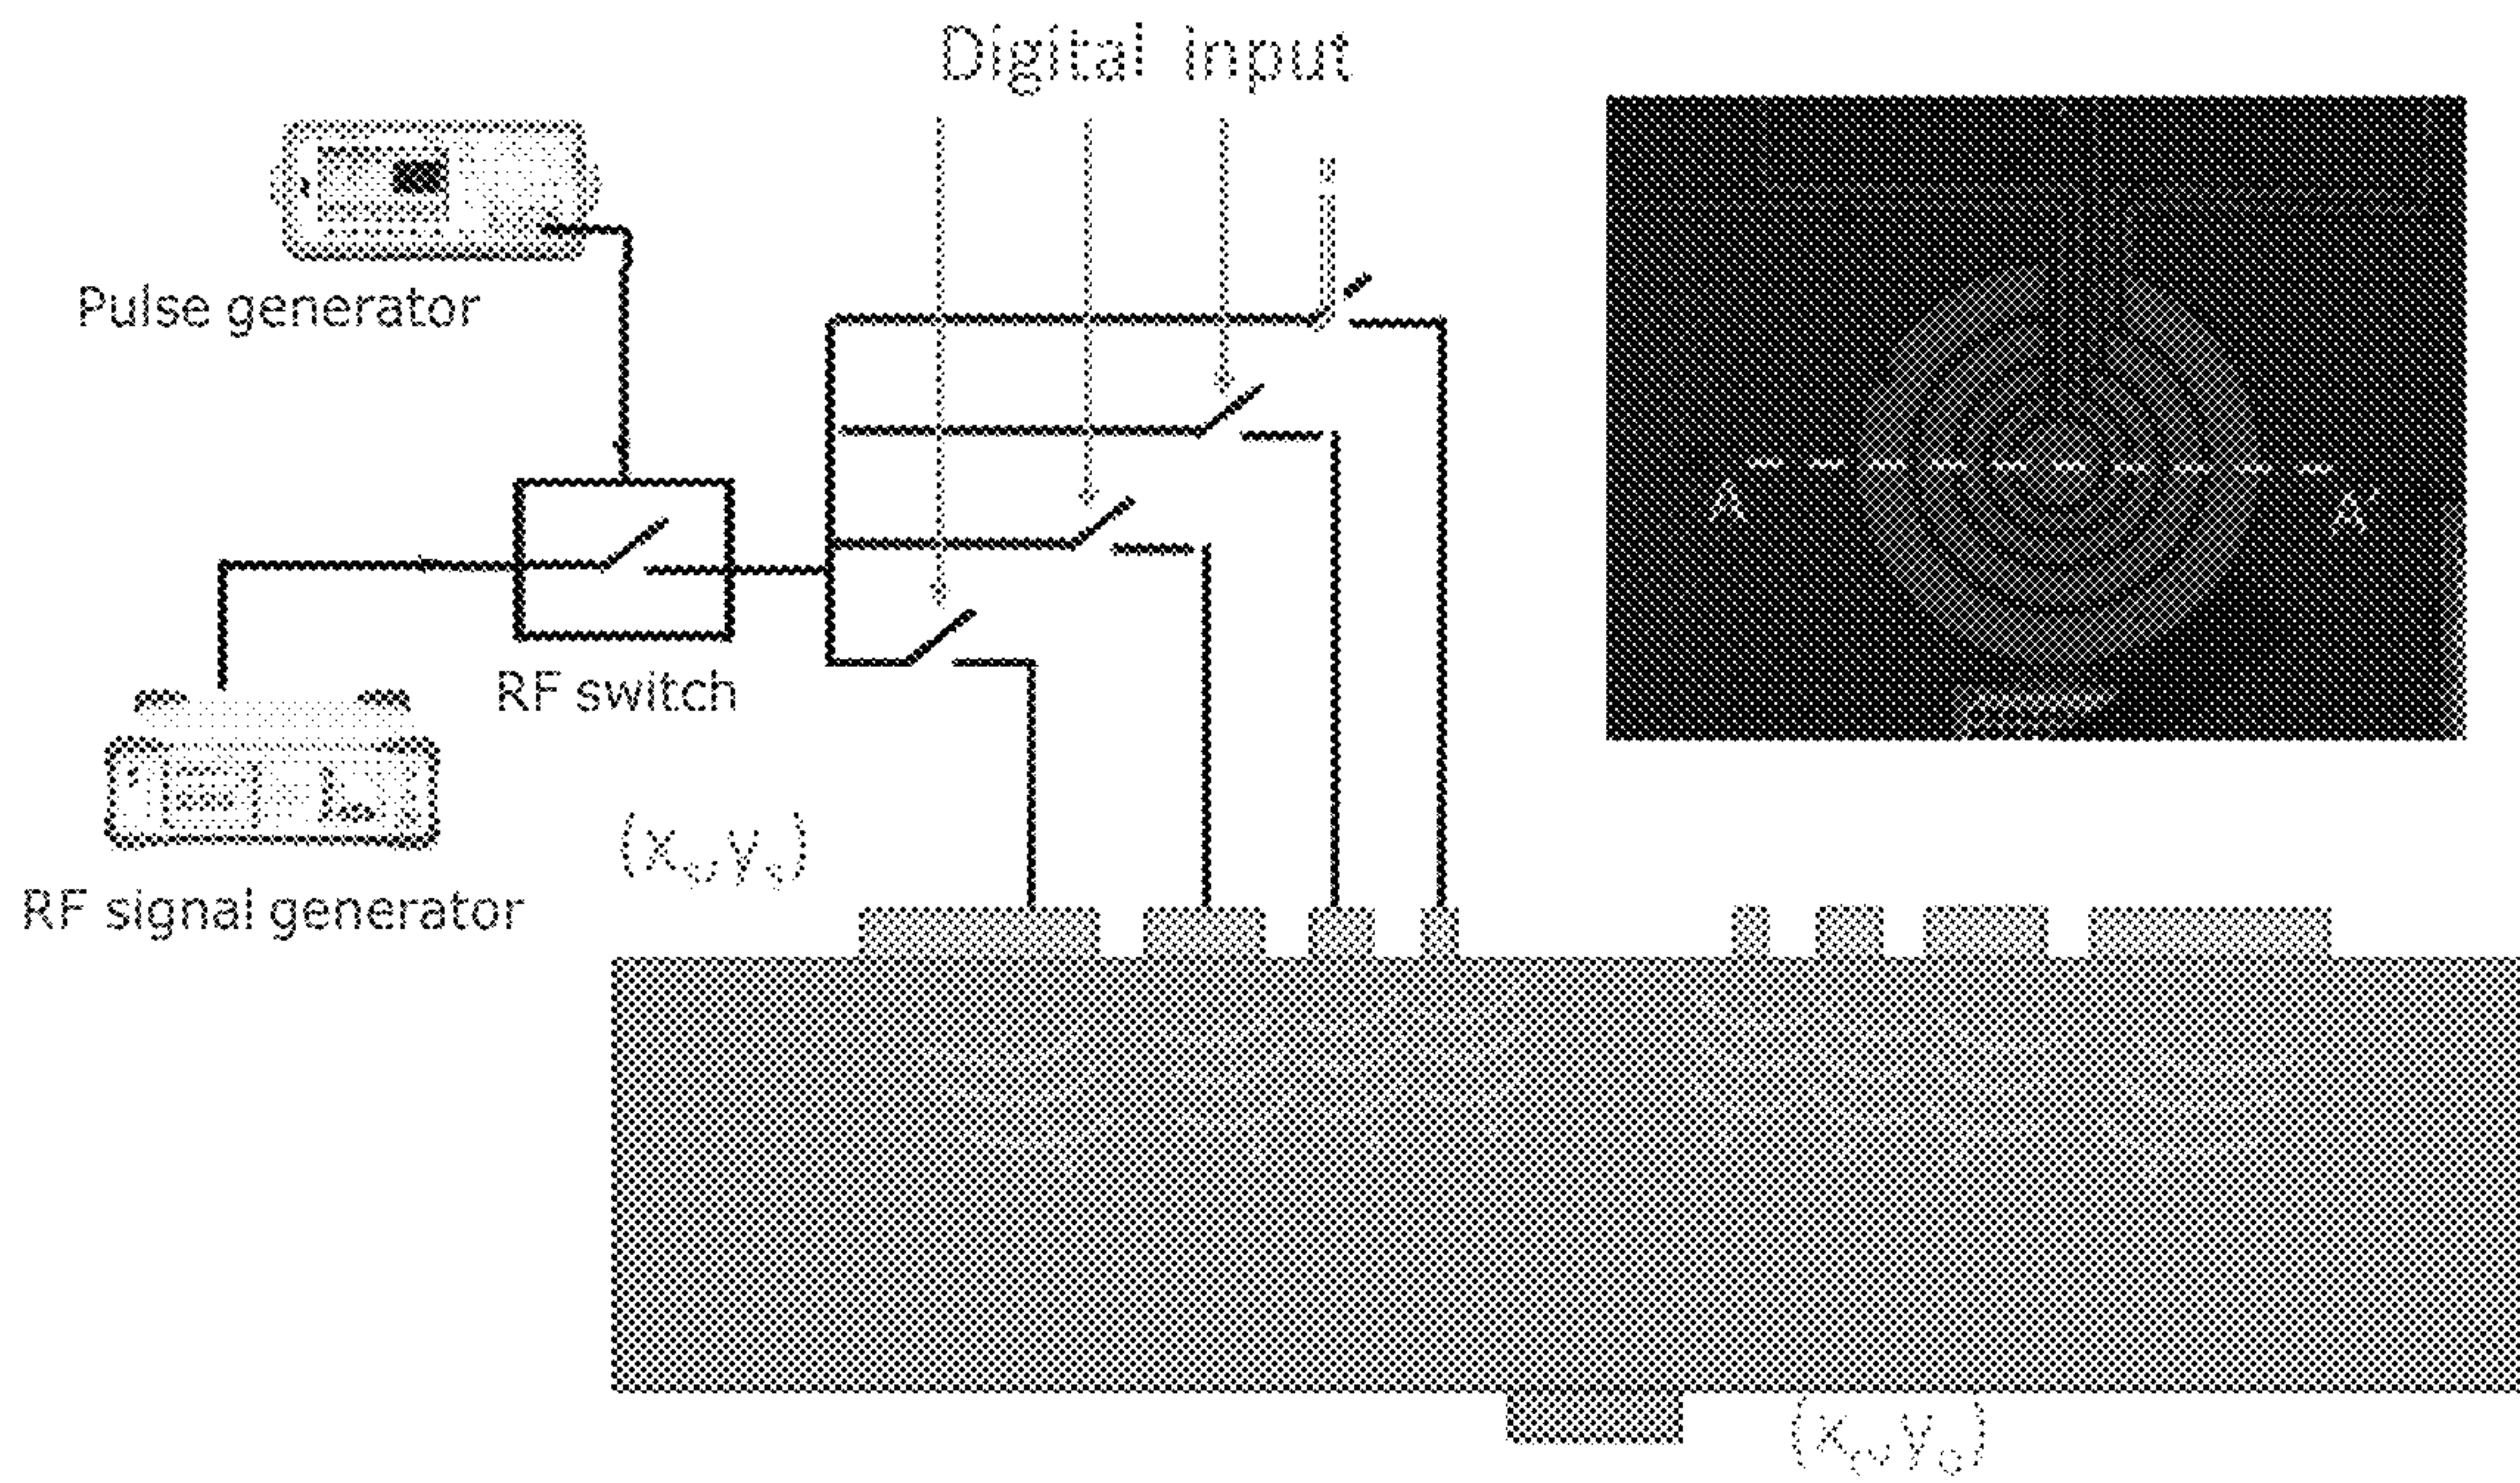 Digital input
Pulse generator
A
A'
RF switch
RF signal generator